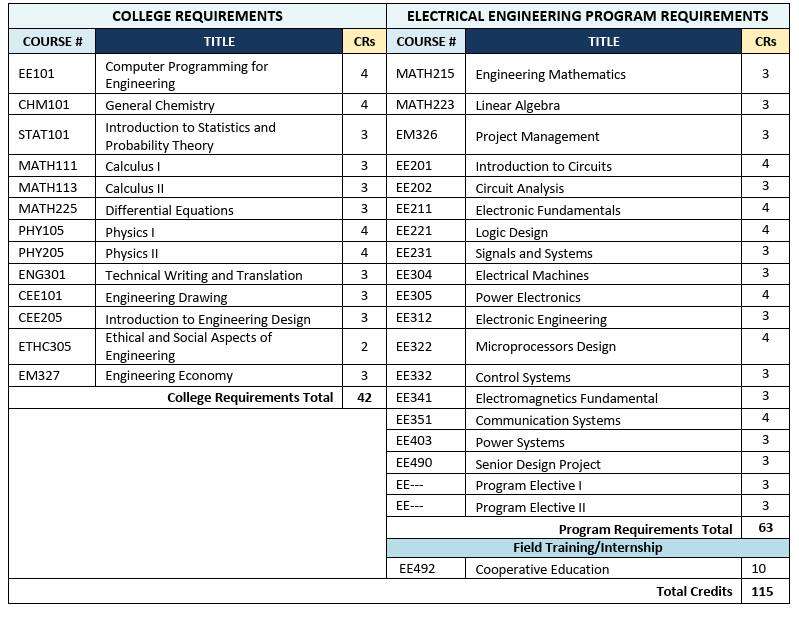 COLLEGE REQUIREMENTS
COURSE # TITLE CRs
EE101 Computer Programming for
Engineering 4
CHM101 General Chemistry 4
STAT101 Introduction to Statistics and
Probability Theory 3
MATH111 Calculus I 3
MATH113 Calculus II 3
MATH225 Differential Equations 3
PHY105 Physics I 4
PHY205 Physics II 4
ENG301 Technical Writing and Translation 3
CEE101 Engineering Drawing 3
CEE205 Introduction to Engineering Design 3
ETHC305 Ethical and Social Aspects of
Engineering 2
EM327 Engineering Economy 3
College Requirements Total 42
ELECTRICAL ENGINEERING PROGRAM REQUIREMENTS
COURSE # TITLE CRs
MATH215 Engineering Mathematics 3
MATH223 Linear Algebra 3
EM326 Project Management 3
EE201 Introduction to Circuits 4
EE202 Circuit Analysis 3
EE211 Electronic Fundamentals 4
EE221 Logic Design 4
EE231 Signals and Systems 3
EE304 Electrical Machines 3
EE305 Power Electronics 4
EE312 Electronic Engineering 3
EE322 Microprocessors Design 4
EE332 Control Systems 3
EE341 Electromagnetics Fundamental 3
EE351 Communication Systems 4
EE403 Power Systems 3
EE490 Senior Design Project 3
EE--- Program Elective I 3
EE--- Program Elective II 3
Program Requirements Total 63
Field Training/Internship
EE492 Cooperative Education 10
Total Credits 115